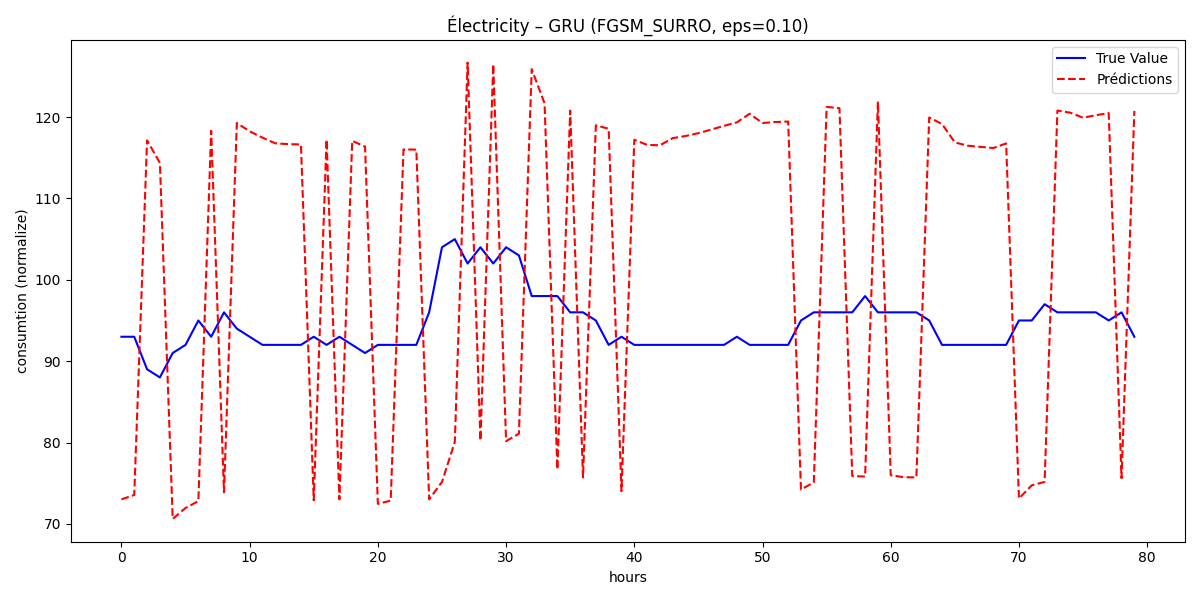 Électricity – GRU (FGSM_SURRO, eps=0.10)
True Value
Prédictions
consumtion (normalize)
120
110
100
90
80
70
0 10 20 30 40 50 60 70 80
hours